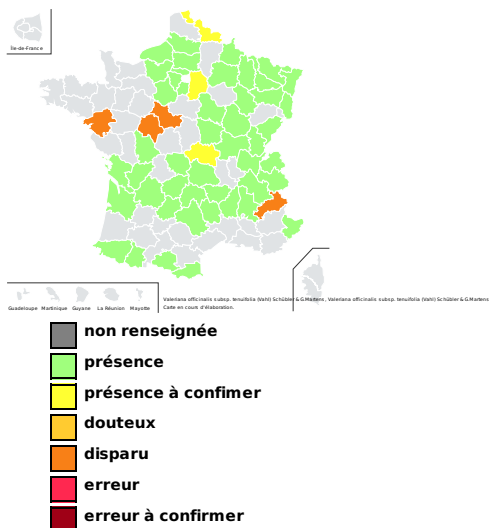 Île-de-France
Guadeloupe Martinique Guyane La Réunion Mayotte
Valeriana officinalis subsp. tenuifolia (Vahl) Schübler & G.Martens , Valeriana officinalis subsp. tenuifolia (Vahl) Schübler & G.Martens
Carte en cours d'élaboration.
non renseignée
présence
présence à confimer
douteux
disparu
erreur
erreur à confirmer